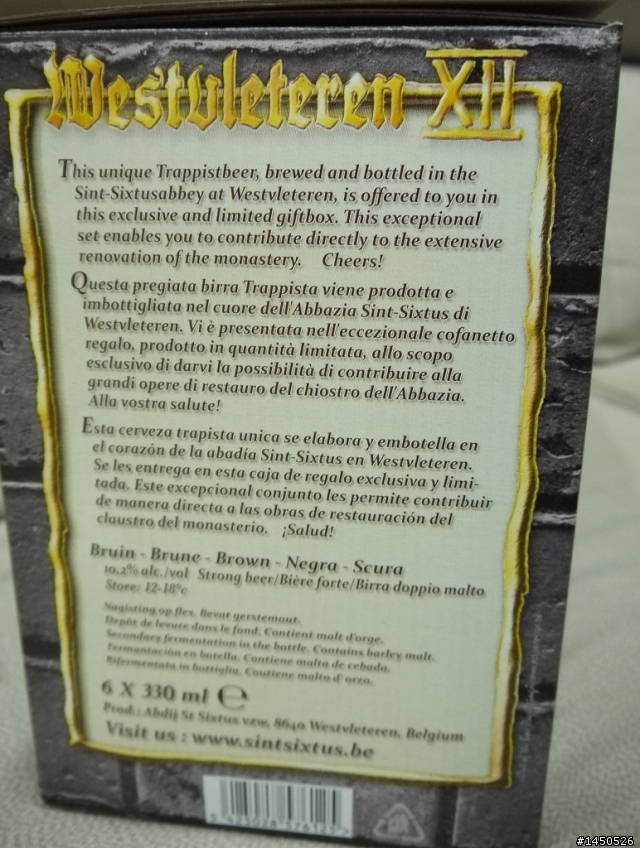 Westvleteren XII
This unique Trappistbeer, brewed and bottled in the
Sint-Sixtusabbey at Westvleteren, is offered to you in
this exclusive and limited giftbox. This exceptional
set enables you to contribute directly to the extensive
renovation of the monastery. Cheers!
Questa pregiata birra Trappista viene prodotta e
imbottigliata nel cuore dell'Abbazia Sint-Sixtus di
Westvleteren. Vi è presentata nell'eccezionale cofanetto
regalo, prodotto in quantità limitata, allo scopo
esclusivo di darvi la possibilità di contribuire alla
grandi opere di restauro del chiostro dell'Abbazia.
Alla vostra salute!
Esta cerveza trapista unica se elabora y embotella en
el corazón de la abadía Sint-Sixtus en Westvleteren.
Se les entrega en esta caja de regalo exclusiva y limi-
tada. Este excepcional conjunto les permite contribuir
de manera directa a las obras de restauración del
claustro del monasterio. ¡Salud!
Bruin - Brune - Brown - Negra - Scura
10,2% alc./vol Strong beer/Bière forte/Birra doppio malto
Store: 12-18°c
Nagisting op fles. Bevat gerstemout.
Depôt de levure dans le fond. Contient malt d'orge.
Secondary fermentation in the bottle. Contains barley malt.
Fermantación en botella. Contiene malta de cebada.
Rifermentata in bottiglia. Contiene malto d'orzo.
6 X 330 ml ℮
Prod.: Abdij St Sixtus vzw, 8640 Westvleteren, Belgium
Visit us : www.sintsixtus.be
#1450526